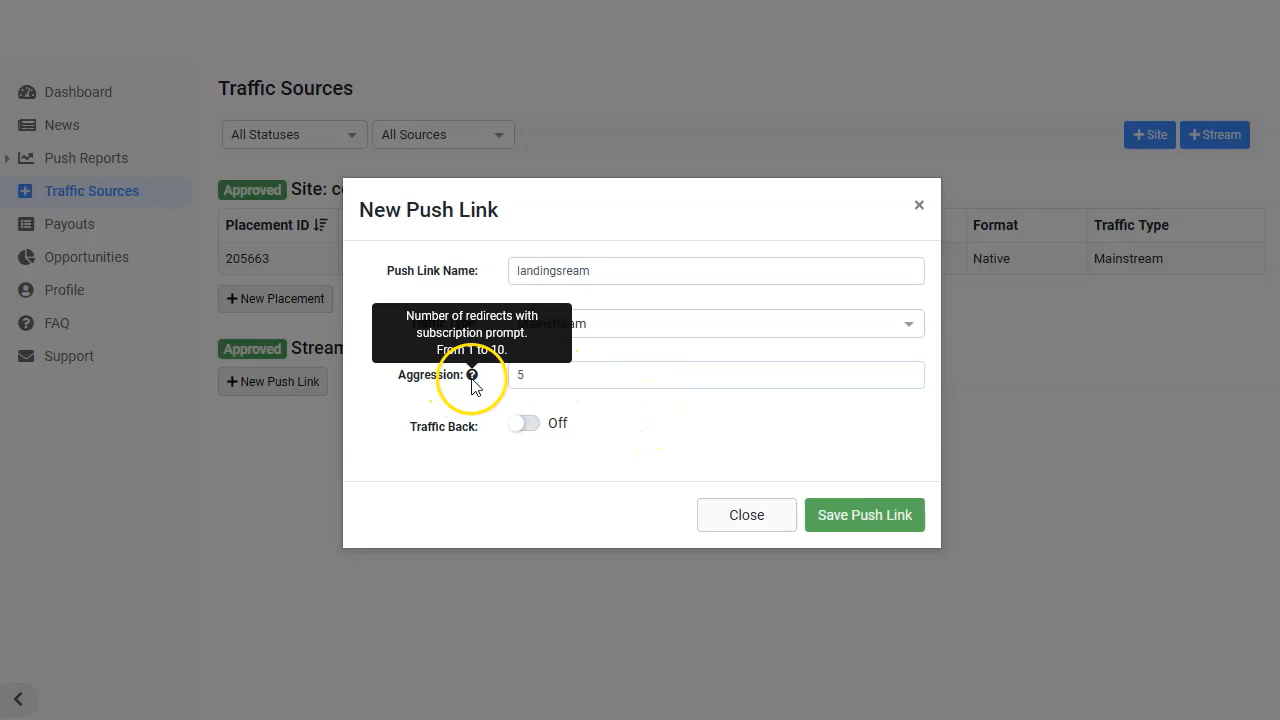 Dashboard
News
Push Reports
Traffic Sources
Payouts
Opportunities
Profile
FAQ
Support
Traffic Sources
All Statuses
All Sources
+ Site
+ Stream
Approved Site: c
Placement ID
Format
Traffic Type
205663
Native
Mainstream
+ New Placement
Approved Stream
+ New Push Link
New Push Link
×
Push Link Name:
landingsream
Number of redirects with
subscription prompt.
From 1 to 10.
Traffic Type:
Mainstream
Aggression:
5
Traffic Back:
Off
Close
Save Push Link